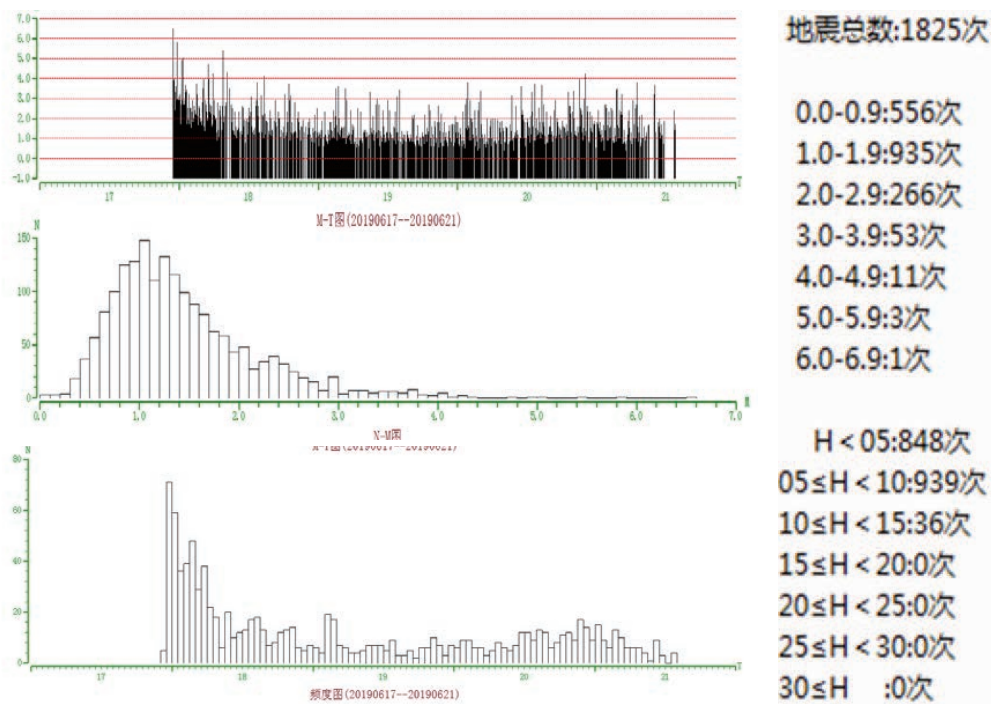 7.0
6.0
5.0
4.0
3.0
2.0
1.0
0.0
-1.0
17
18
19
20
21
T
M-T图(20190617--20190621)
N
150
100
50
0
0.0
1.0
2.0
3.0
4.0
5.0
6.0
7.0
M
N-M图
M-T图(20190617--20190621)
N
80
60
40
20
0
17
18
19
20
21
T
频度图(20190617--20190621)
地震总数:1825次
0.0-0.9:556次
1.0-1.9:935次
2.0-2.9:266次
3.0-3.9:53次
4.0-4.9:11次
5.0-5.9:3次
6.0-6.9:1次
H < 05:848次
05≤H < 10:939次
10≤H < 15:36次
15≤H < 20:0次
20≤H < 25:0次
25≤H < 30:0次
30≤H :0次